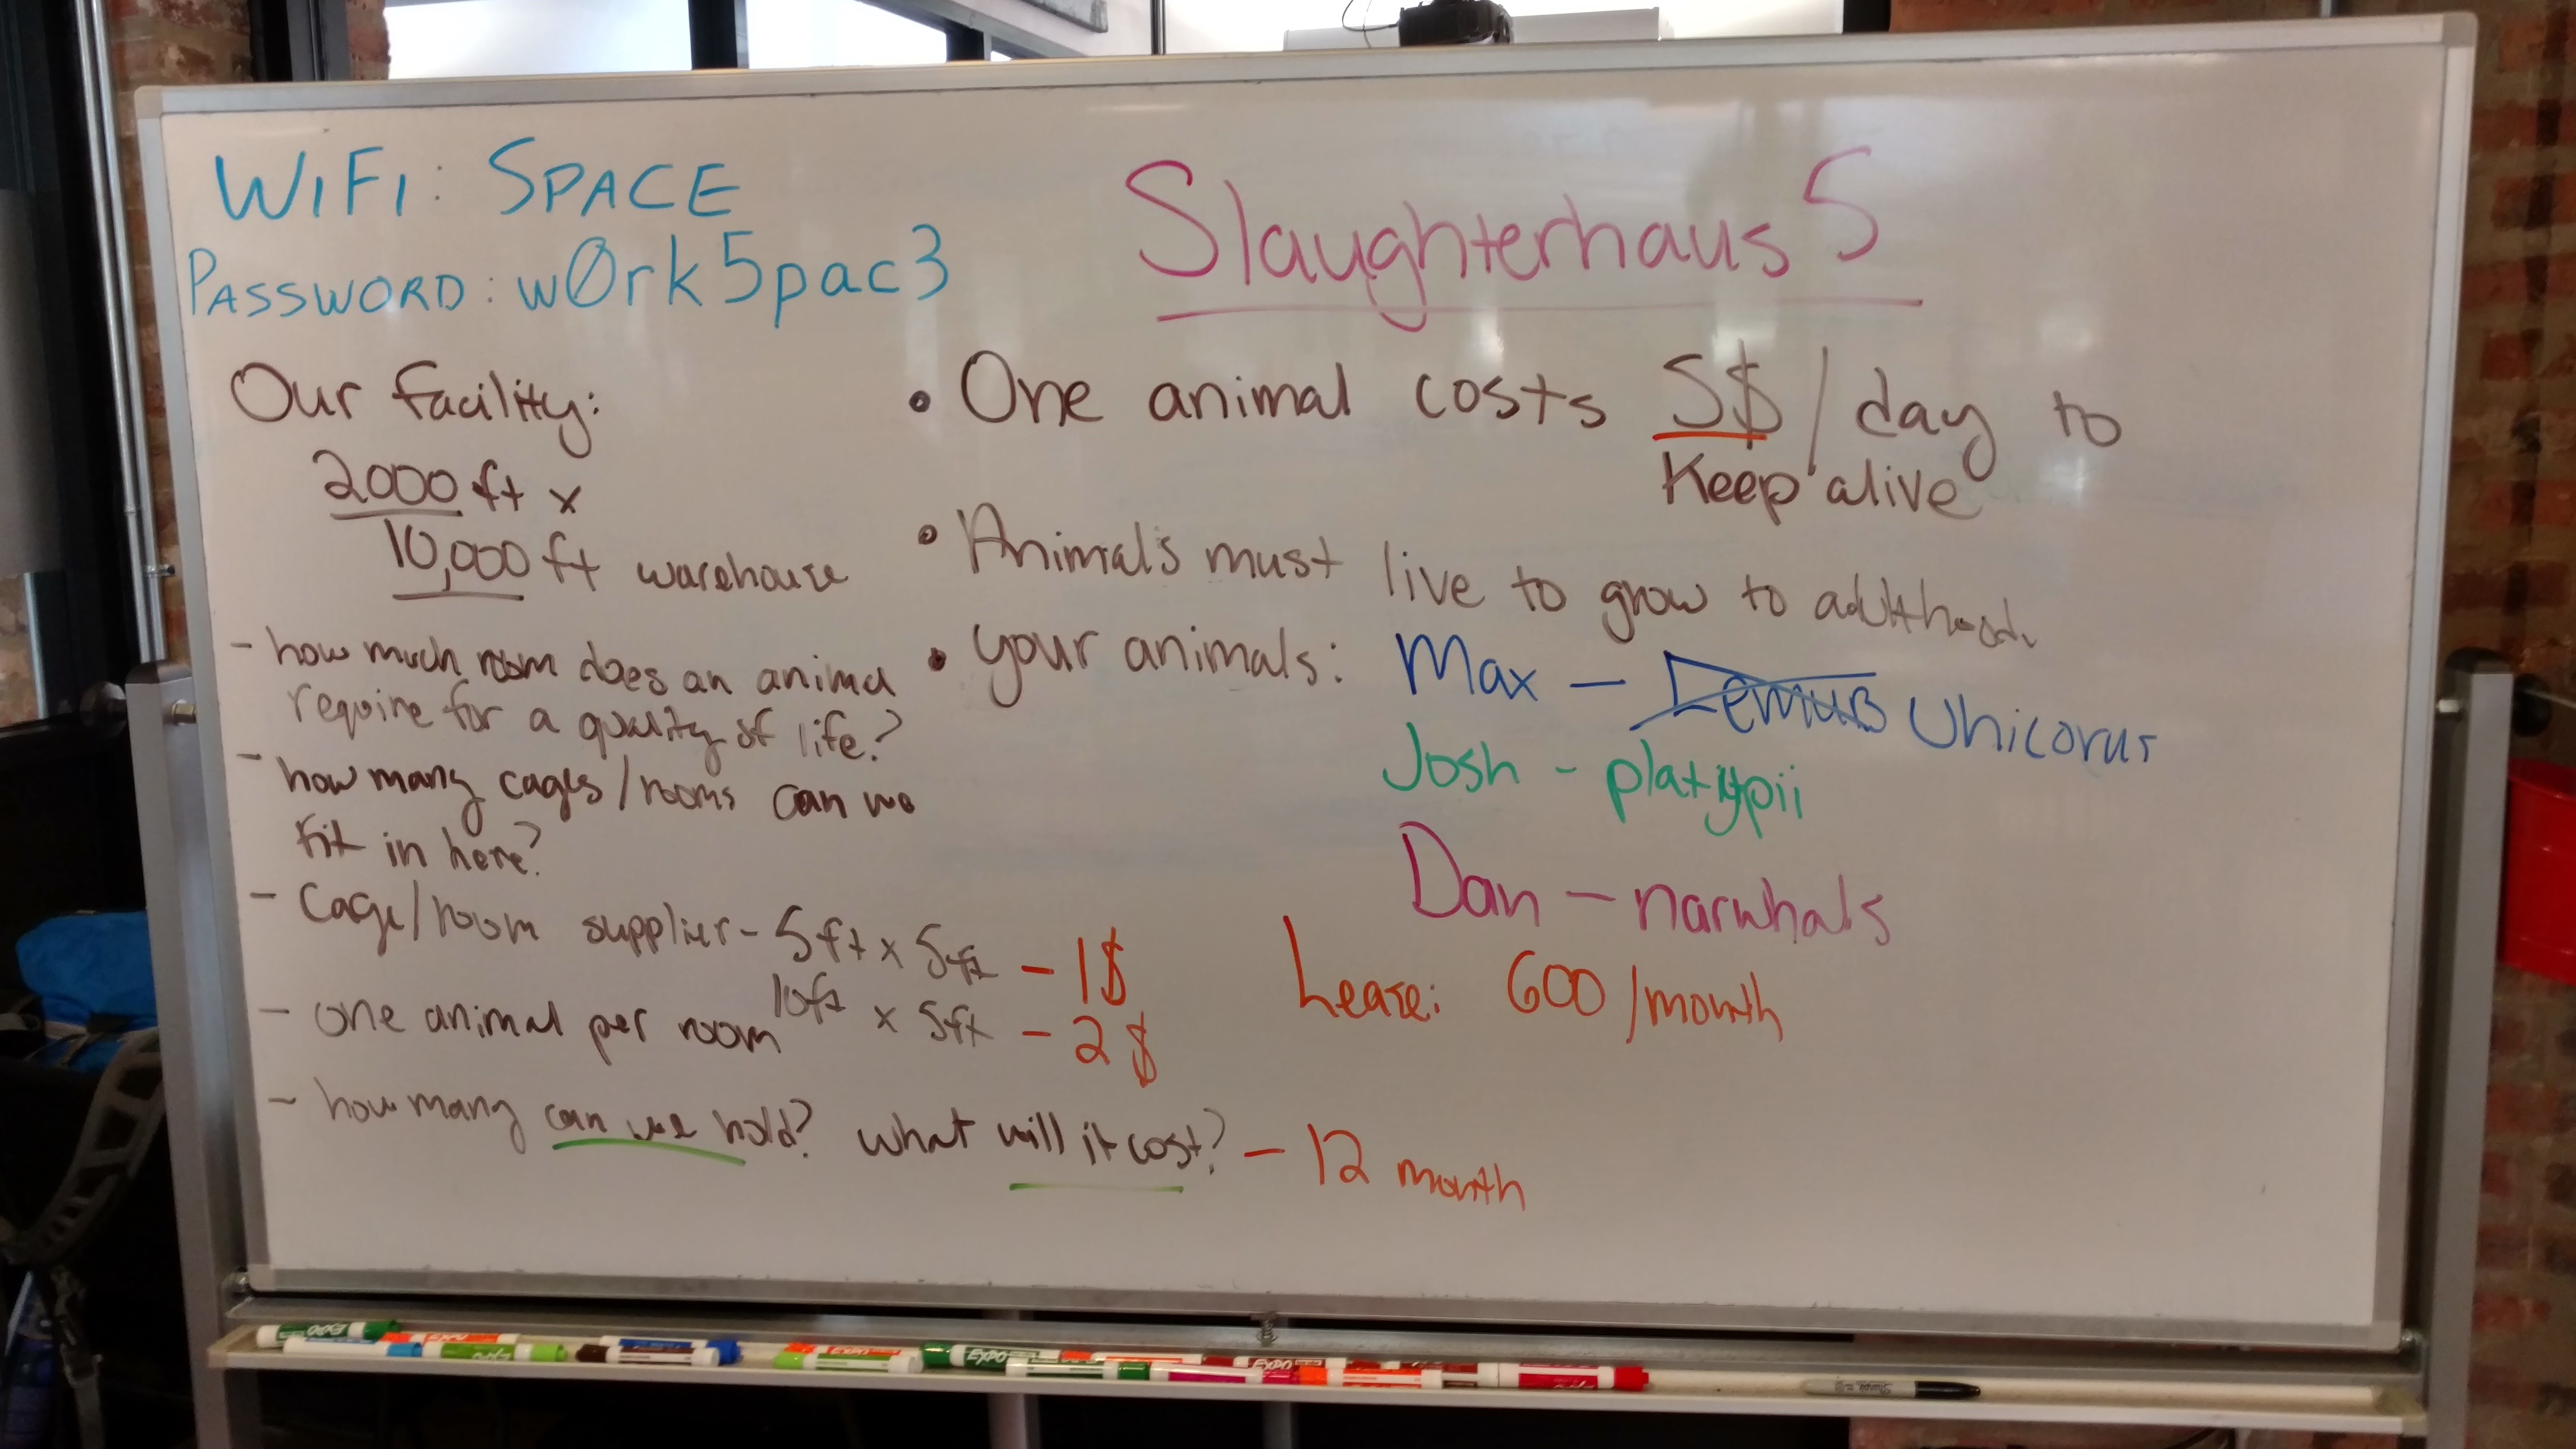 WIFI: SPACE
PASSWORD: w0rk5pac3
Slaughterhaus 5
Our facility:
2000 ft x
10,000 ft warehouse
- how much room does an animal
require for a quality of life?
- how many cages/rooms can we
fit in here?
- Cage/room supplier - 5ft x 5ft - 1$
10ft x 5ft - 2$
- one animal per room
- how many can we hold? what will it cost? - 12 month
• One animal costs 5$/day to
Keep alive
• Animals must live to grow to adulthood.
• your animals: Max - Lemurs Unicorns
Josh - platypii
Dan - narwhals
Lease: 600/month
EXPO
EXPO
EXPO
EXPO
EXPO